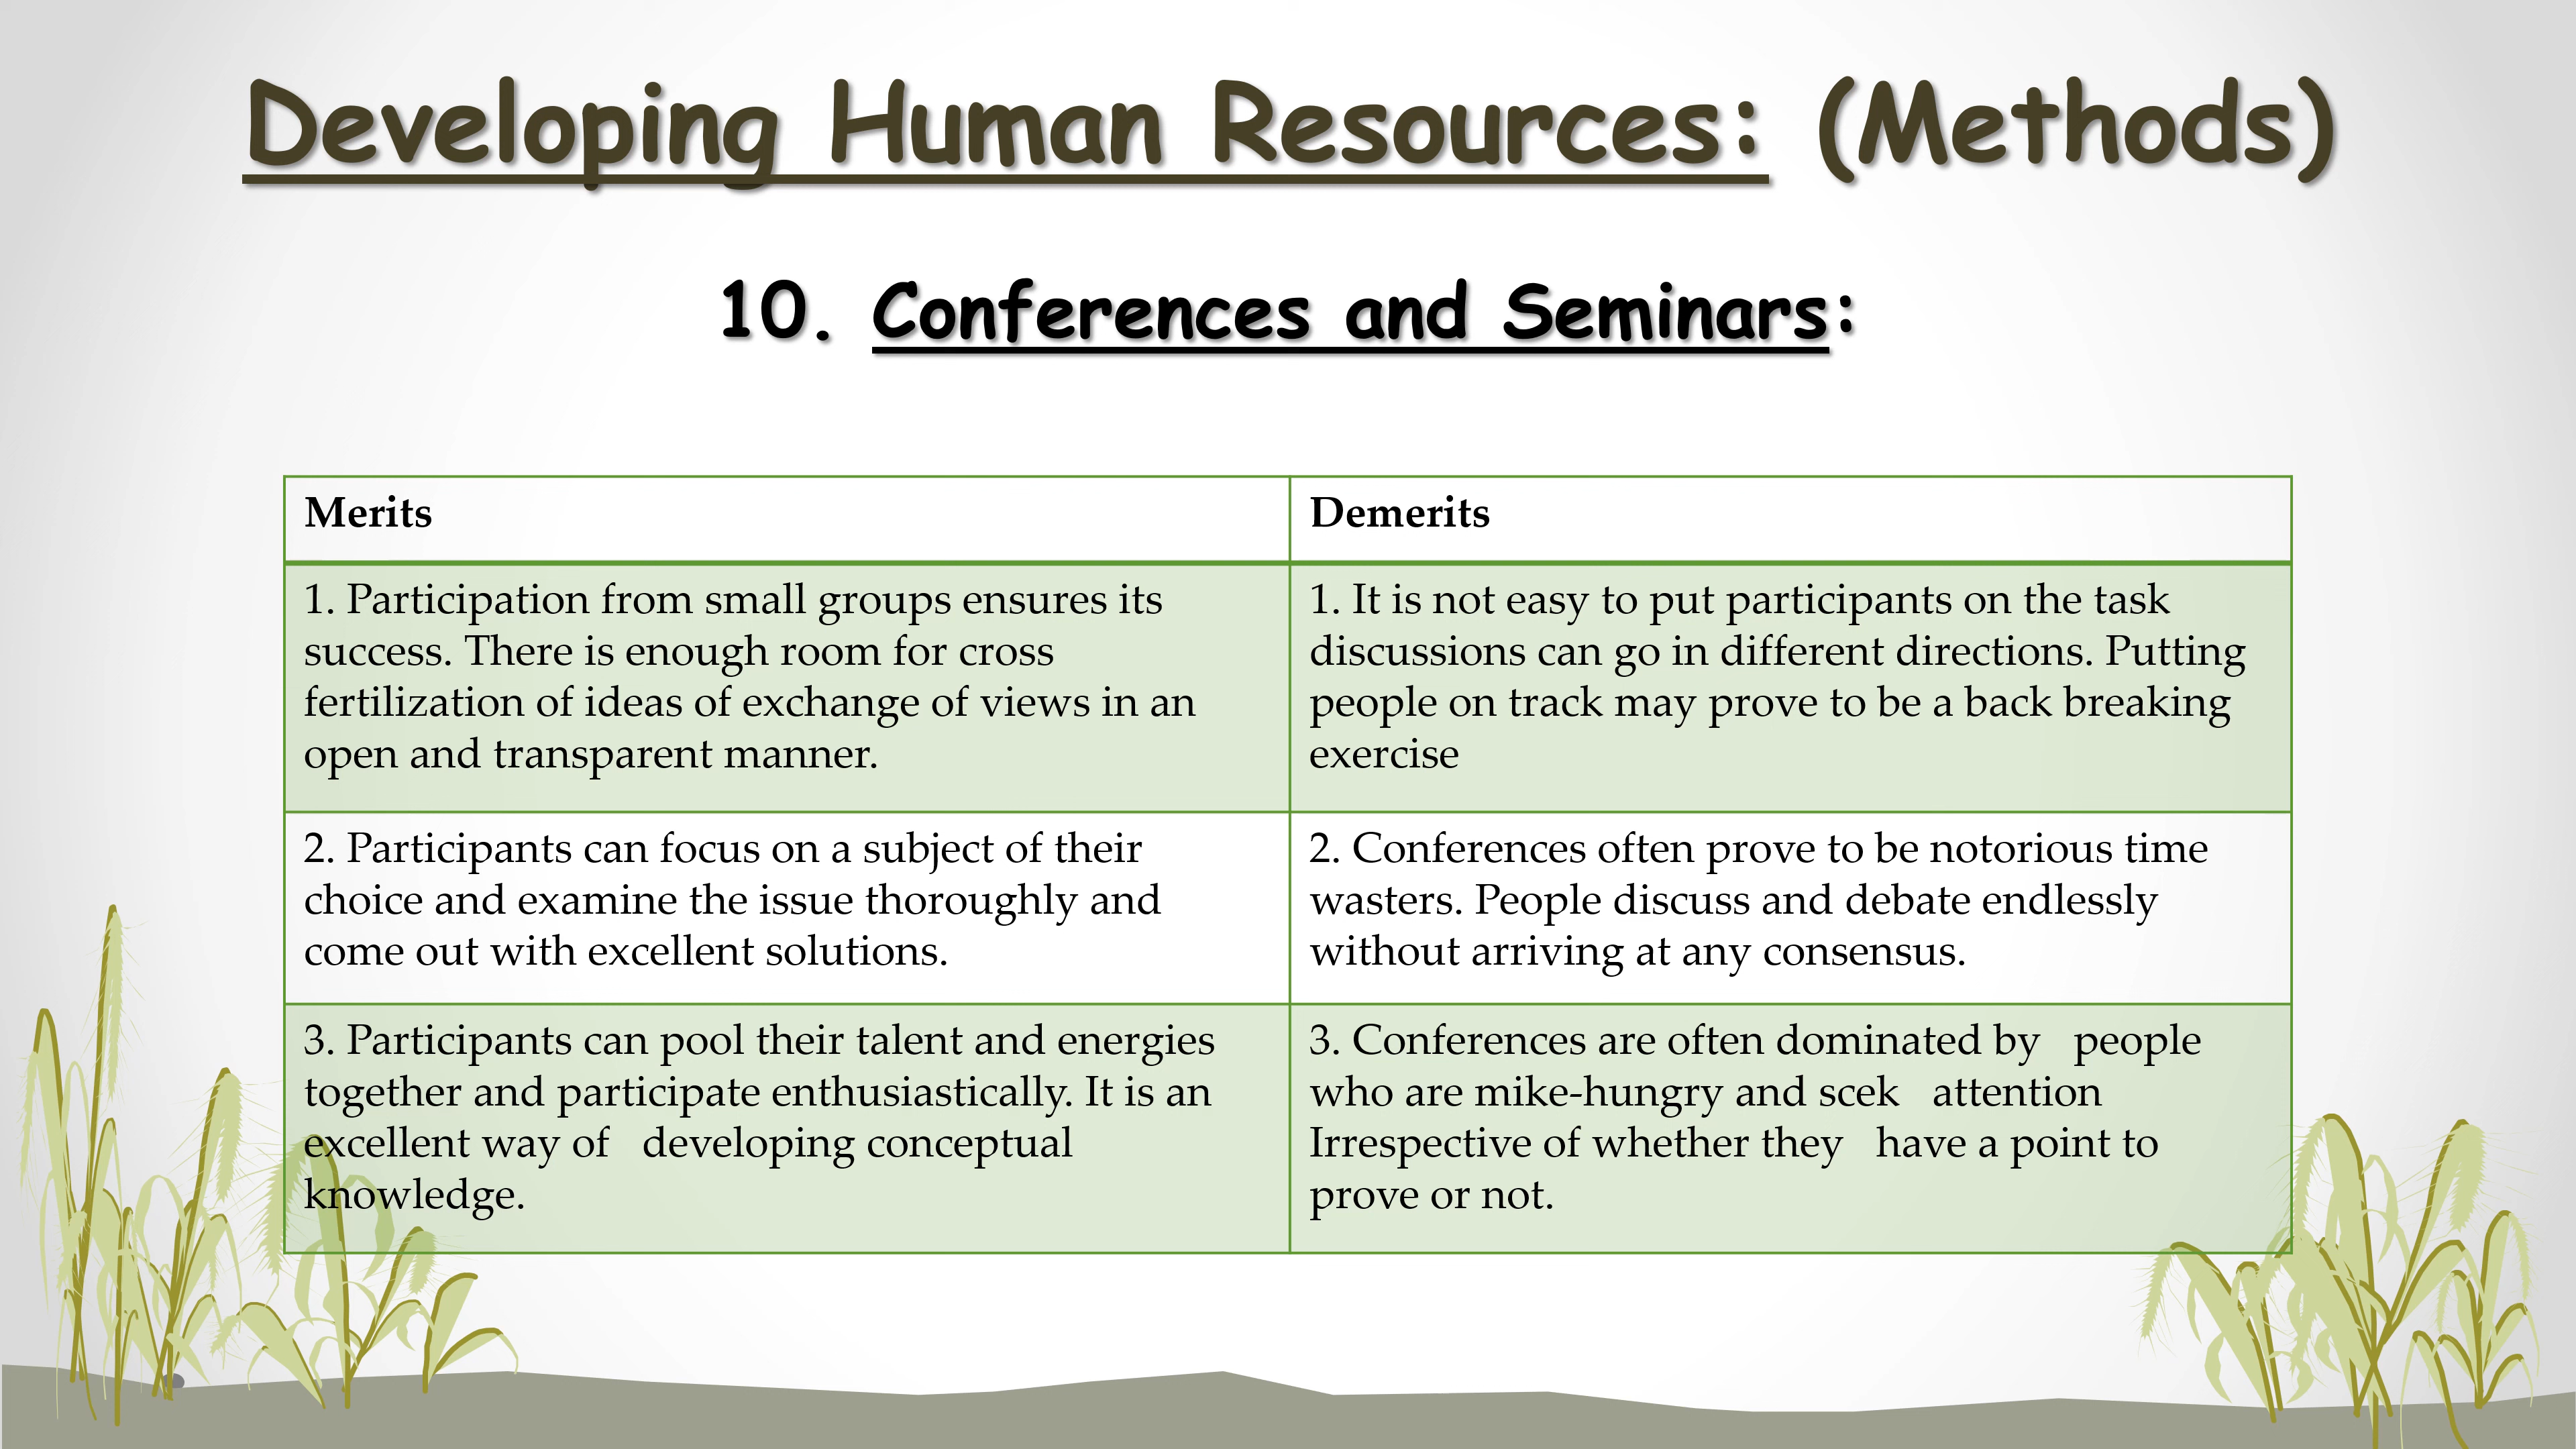 Developing Human Resources: (Methods)
10. Conferences and Seminars:
Merits
Demerits
1. Participation from small groups ensures its
success. There is enough room for cross
fertilization of ideas of exchange of views in an
open and transparent manner.
1. It is not easy to put participants on the task
discussions can go in different directions. Putting
people on track may prove to be a back breaking
exercise
2. Participants can focus on a subject of their
choice and examine the issue thoroughly and
come out with excellent solutions.
2. Conferences often prove to be notorious time
wasters. People discuss and debate endlessly
without arriving at any consensus.
3. Participants can pool their talent and energies
together and participate enthusiastically. It is an
excellent way of developing conceptual
knowledge.
3. Conferences are often dominated by people
who are mike-hungry and scek attention
Irrespective of whether they have a point to
prove or not.